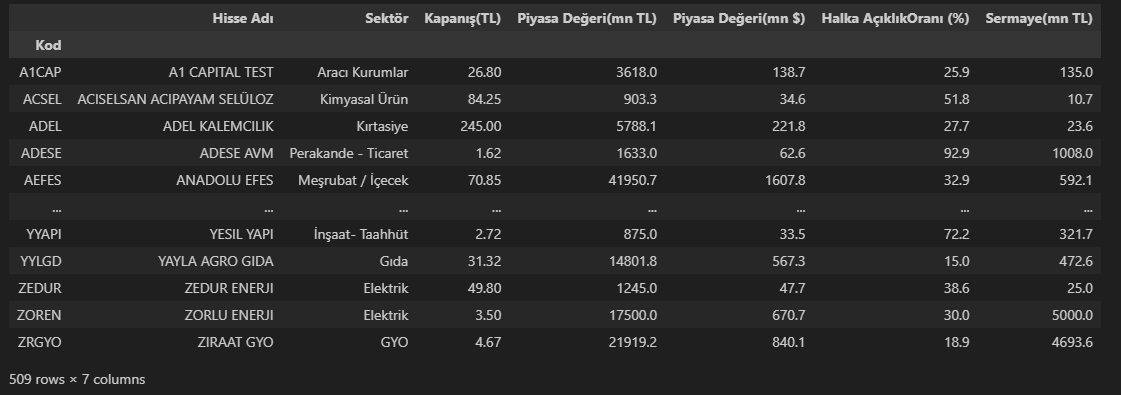 Hisse Adı Sektör Kapanış(TL) Piyasa Değeri(mn TL) Piyasa Değeri(mn $) Halka AçıklıkOranı (%) Sermaye(mn TL)
Kod
A1CAP A1 CAPITAL TEST Aracı Kurumlar 26.80 3618.0 138.7 25.9 135.0
ACSEL ACISELSAN ACIPAYAM SELÜLOZ Kimyasal Ürün 84.25 903.3 34.6 51.8 10.7
ADEL ADEL KALEMCILIK Kırtasiye 245.00 5788.1 221.8 27.7 23.6
ADESE ADESE AVM Perakande - Ticaret 1.62 1633.0 62.6 92.9 1008.0
AEFES ANADOLU EFES Meşrubat / İçecek 70.85 41950.7 1607.8 32.9 592.1
... ... ... ... ... ... ... ...
YYAPI YESIL YAPI İnşaat- Taahhüt 2.72 875.0 33.5 72.2 321.7
YYLGD YAYLA AGRO GIDA Gıda 31.32 14801.8 567.3 15.0 472.6
ZEDUR ZEDUR ENERJI Elektrik 49.80 1245.0 47.7 38.6 25.0
ZOREN ZORLU ENERJI Elektrik 3.50 17500.0 670.7 30.0 5000.0
ZRGYO ZIRAAT GYO GYO 4.67 21919.2 840.1 18.9 4693.6
509 rows × 7 columns